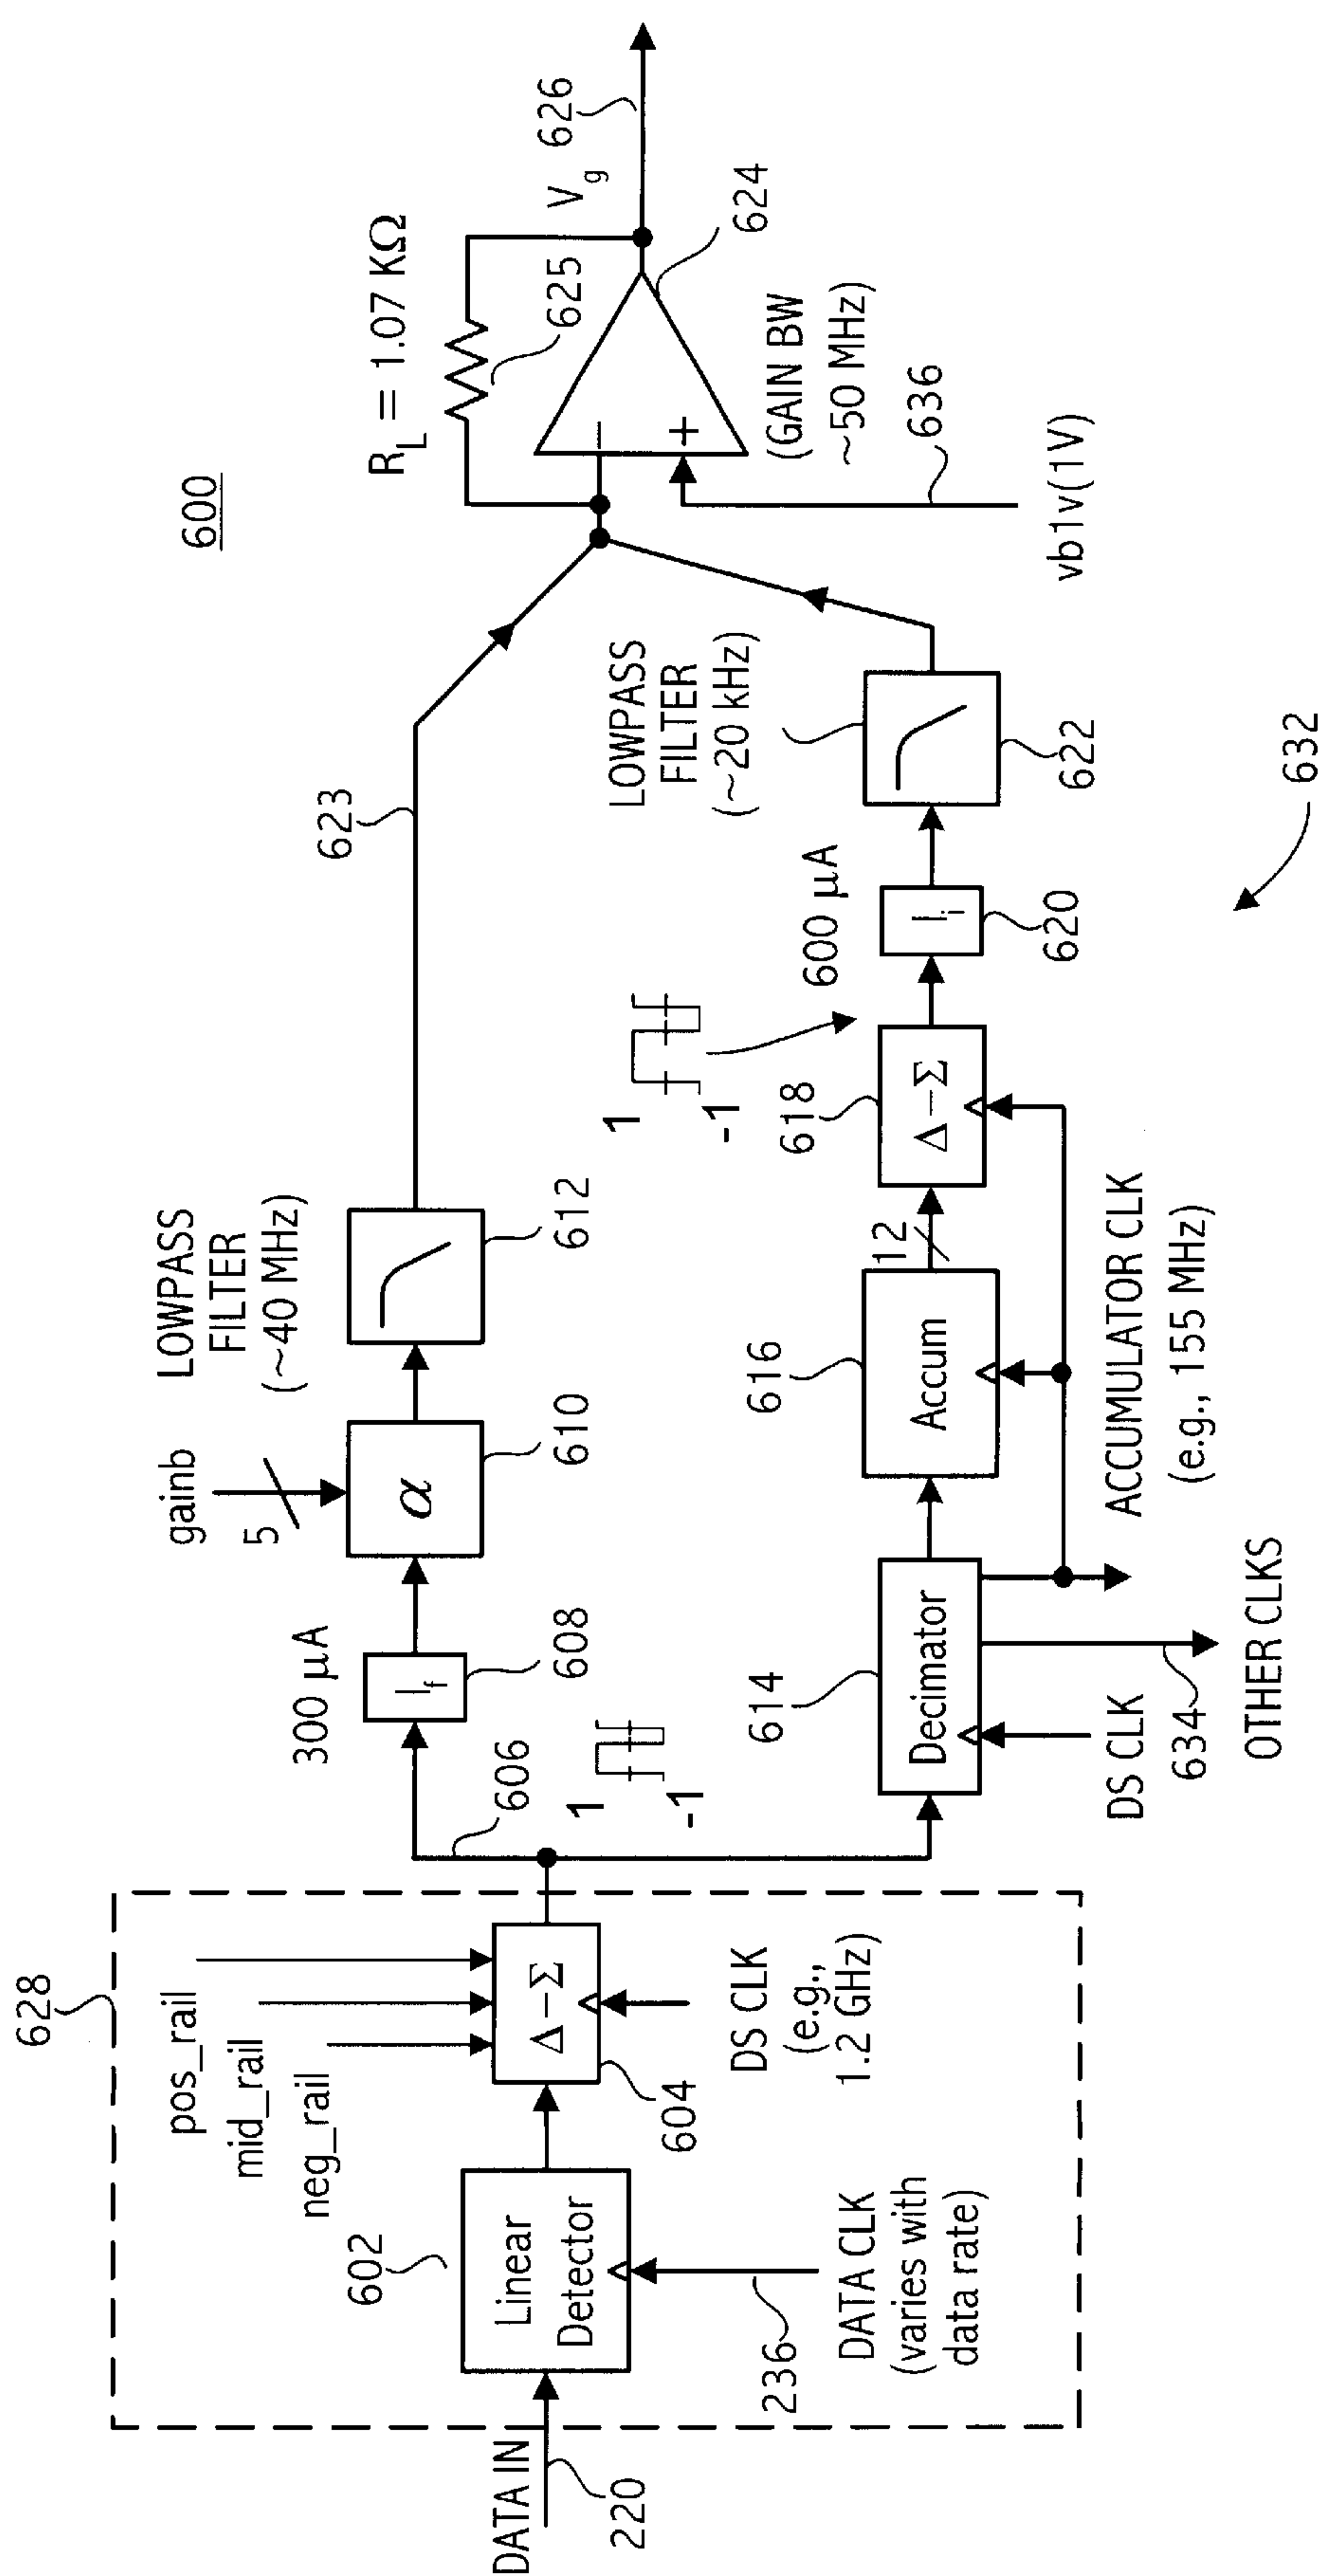 600
628
pos_rail
mid_rail
neg_rail
DATA IN
220
602
Linear
Detector
236
DATA CLK
(varies with
data rate)
Δ–Σ
604
DS CLK
(e.g.,
1.2 GHz)
606
1
-1
300 µA
I_f
608
gainb
5
α
610
LOWPASS
FILTER
(~40 MHz)
612
623
614
Decimator
DS CLK
634
OTHER CLKS
616
Accum
12
ACCUMULATOR CLK
(e.g., 155 MHz)
618
Δ–Σ
1
-1
600 µA
I_i
620
LOWPASS
FILTER
(~20 kHz)
622
632
R_L = 1.07 KΩ
625
V_g
626
–
+
624
(GAIN BW
~50 MHz)
636
vb1v(1V)